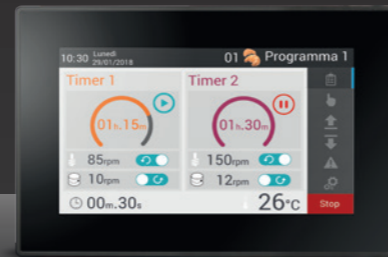 10:30 Lunedì
29/01/2018
01 Programma 1
Timer 1
Timer 2
01h.15m
01h.30m
85rpm
150rpm
10rpm
12rpm
00m.30s
26°C
Stop